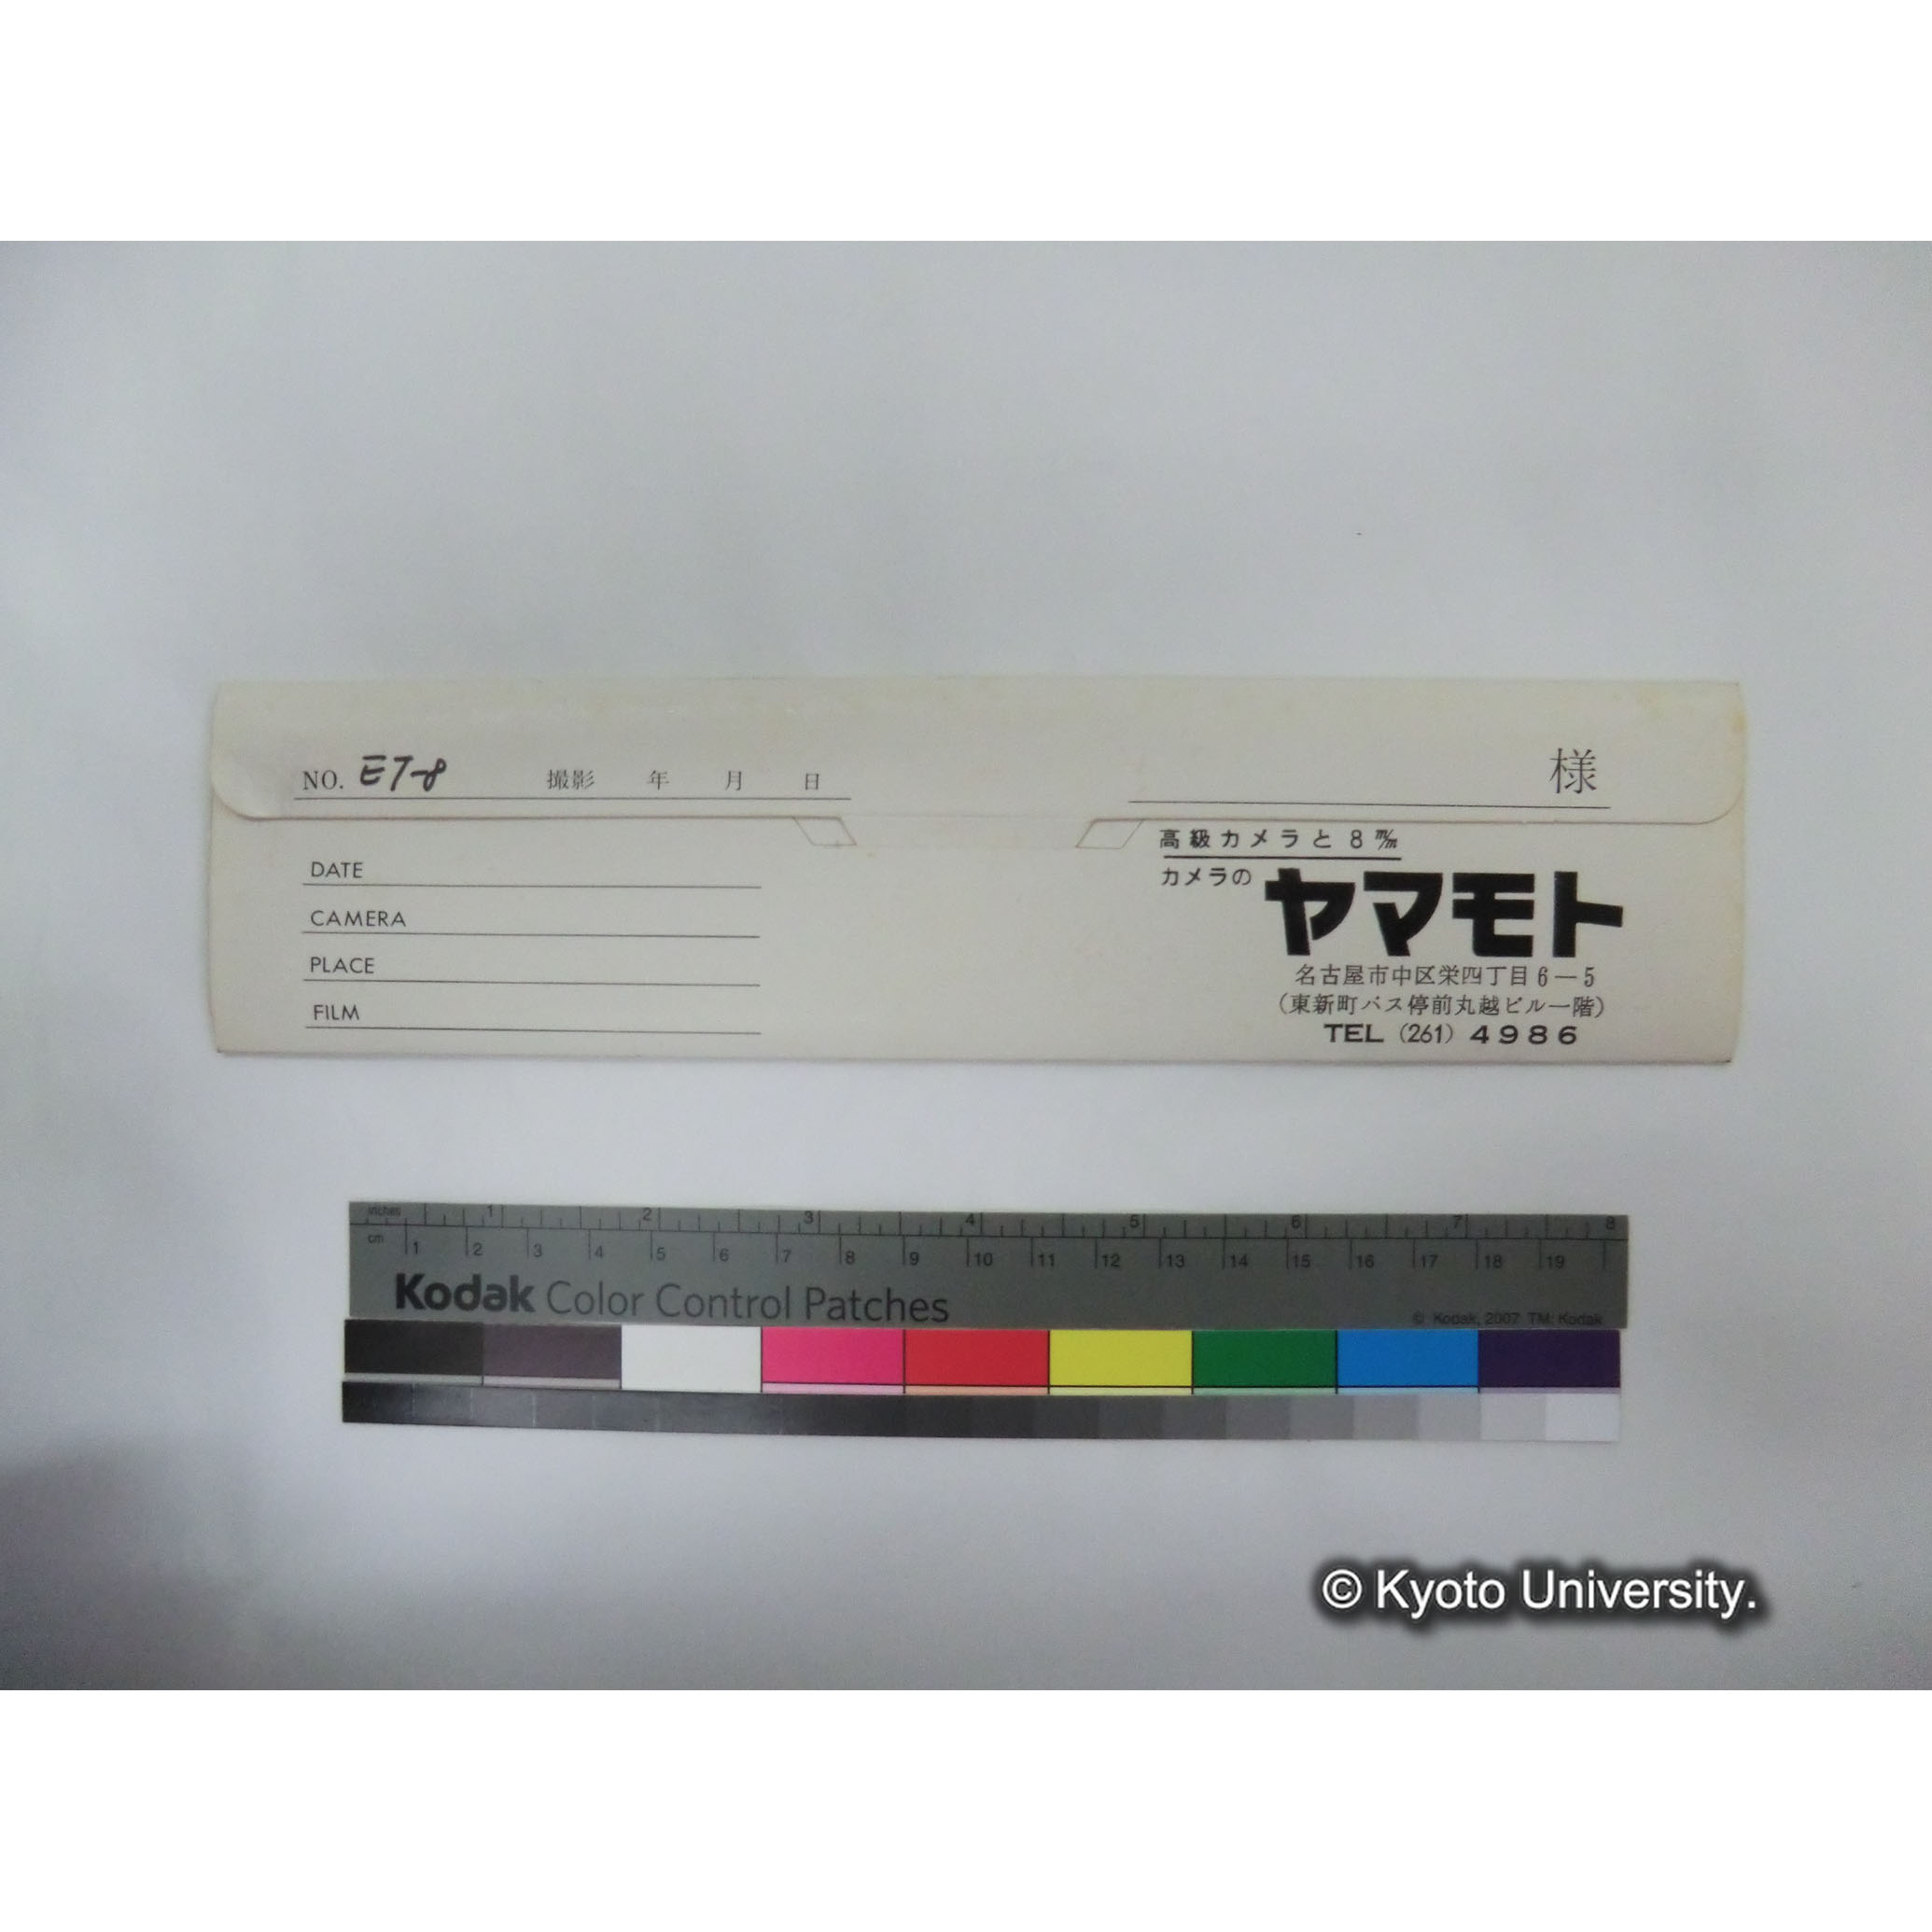 NO. ET-8 撮影 年 月 日
様
DATE
CAMERA
PLACE
FILM
高級カメラと8m/m
カメラの ヤマモト
名古屋市中区栄四丁目6-5
(東新町バス停前丸越ビル一階)
TEL (261) 4986
inches 1 2 3 4 5 6 7 8
cm 1 2 3 4 5 6 7 8 9 10 11 12 13 14 15 16 17 18 19
Kodak Color Control Patches
© Kodak, 2007 TM: Kodak
© Kyoto University.